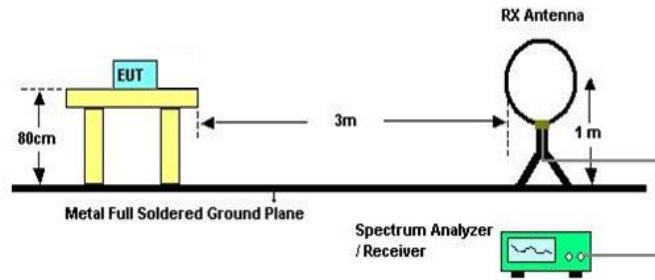 RX Antenna
EUT
80cm
3m
1 m
Metal Full Soldered Ground Plane
Spectrum Analyzer
/ Receiver